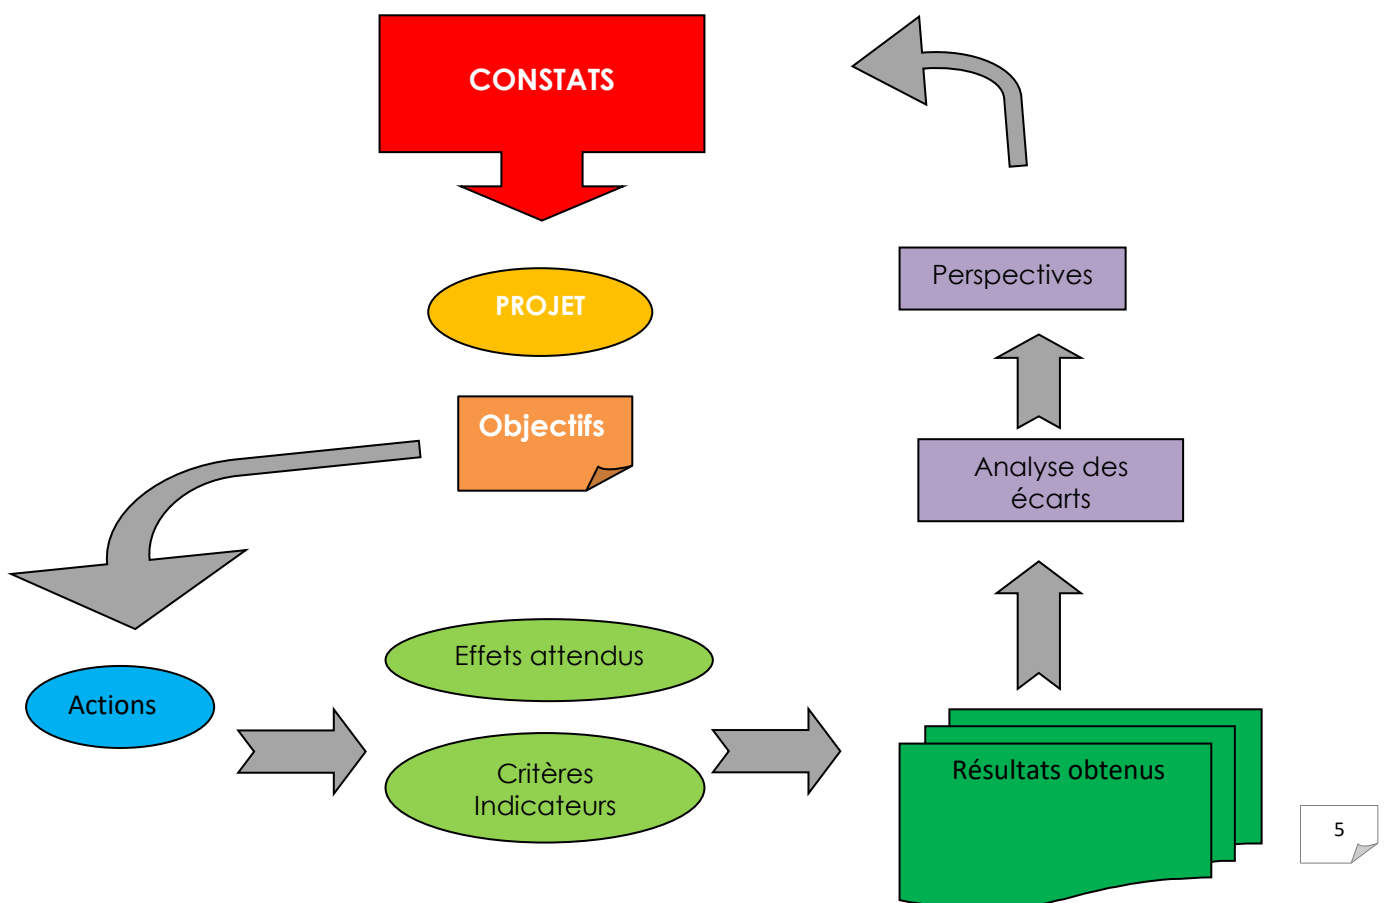 CONSTATS
PROJET
Objectifs
Actions
Effets attendus
Critères
Indicateurs
Résultats obtenus
Analyse des
écarts
Perspectives
5